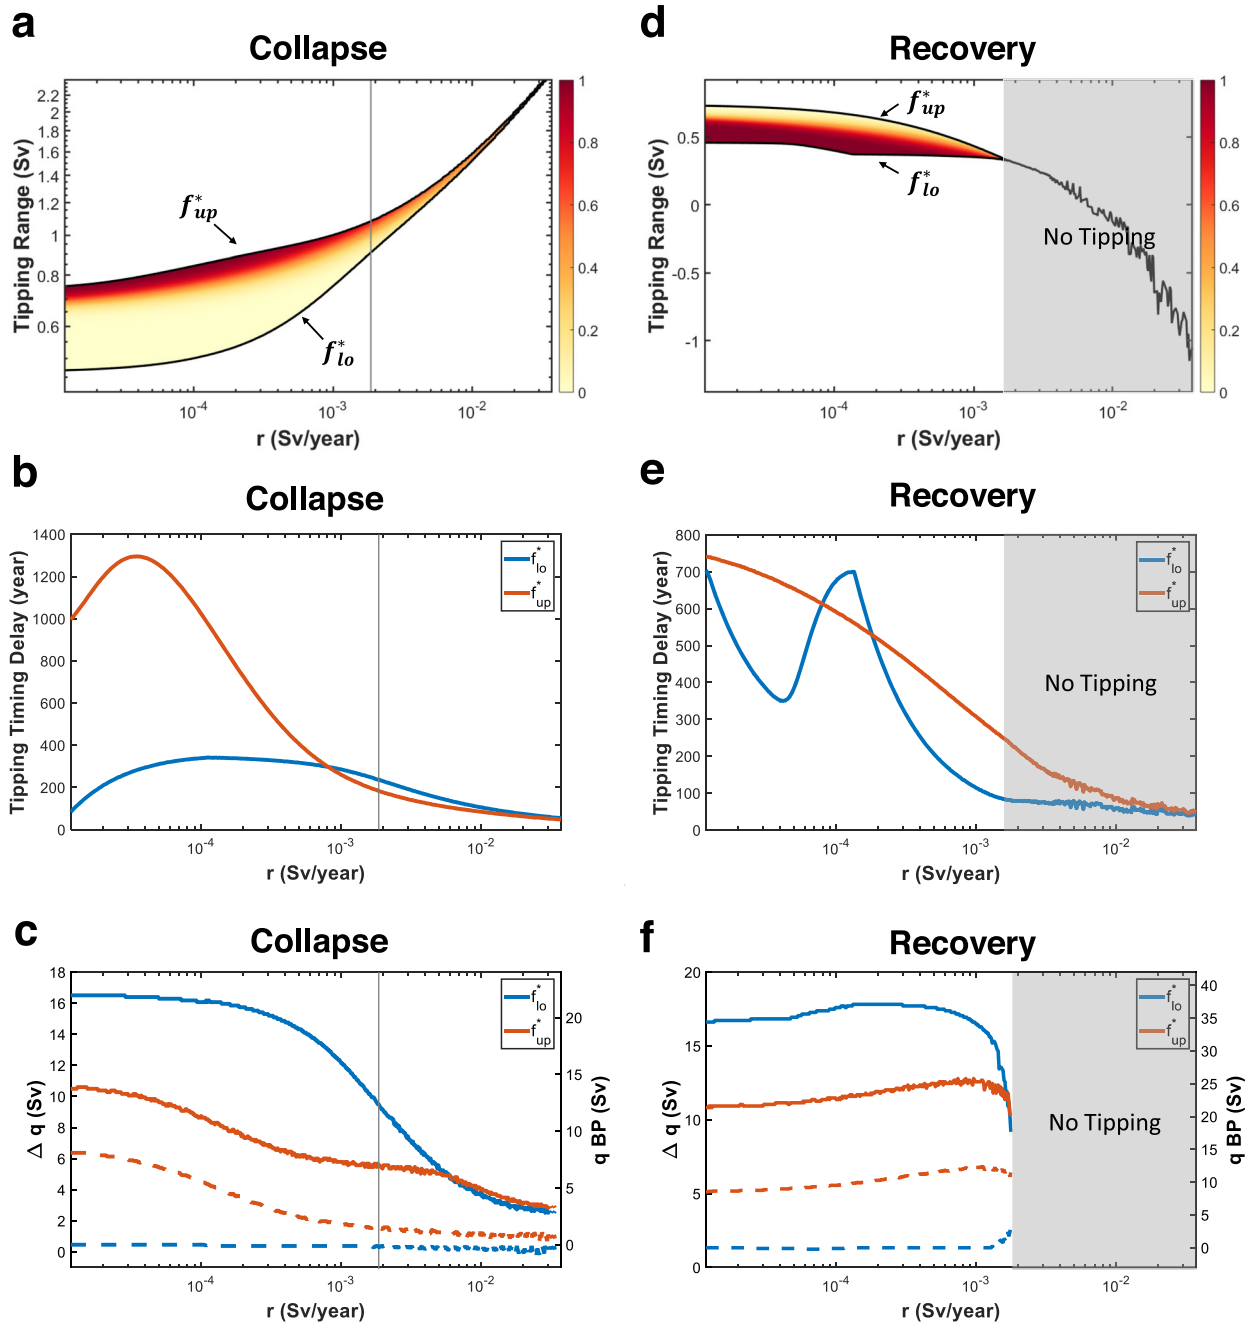 a
Collapse
Tipping Range (Sv)
2.2
2
1.8
1.6
1.4
1.2
1
0.8
0.6
f*up
f*lo
10-4
10-3
10-2
r (Sv/year)
1
0.8
0.6
0.4
0.2
0
d
Recovery
Tipping Range (Sv)
0.5
0
-0.5
-1
f*up
f*lo
No Tipping
10-4
10-3
10-2
r (Sv/year)
1
0.8
0.6
0.4
0.2
0
b
Collapse
Tipping Timing Delay (year)
1400
1200
1000
800
600
400
200
0
f*lo
f*up
10-4
10-3
10-2
r (Sv/year)
e
Recovery
Tipping Timing Delay (year)
800
700
600
500
400
300
200
100
0
f*lo
f*up
No Tipping
10-4
10-3
10-2
r (Sv/year)
c
Collapse
Δ q (Sv)
18
16
14
12
10
8
6
4
2
0
f*lo
f*up
20
15
10
5
0
q BP (Sv)
10-4
10-3
10-2
r (Sv/year)
f
Recovery
Δ q (Sv)
20
15
10
5
0
f*lo
f*up
No Tipping
40
35
30
25
20
15
10
5
0
q BP (Sv)
10-4
10-3
10-2
r (Sv/year)